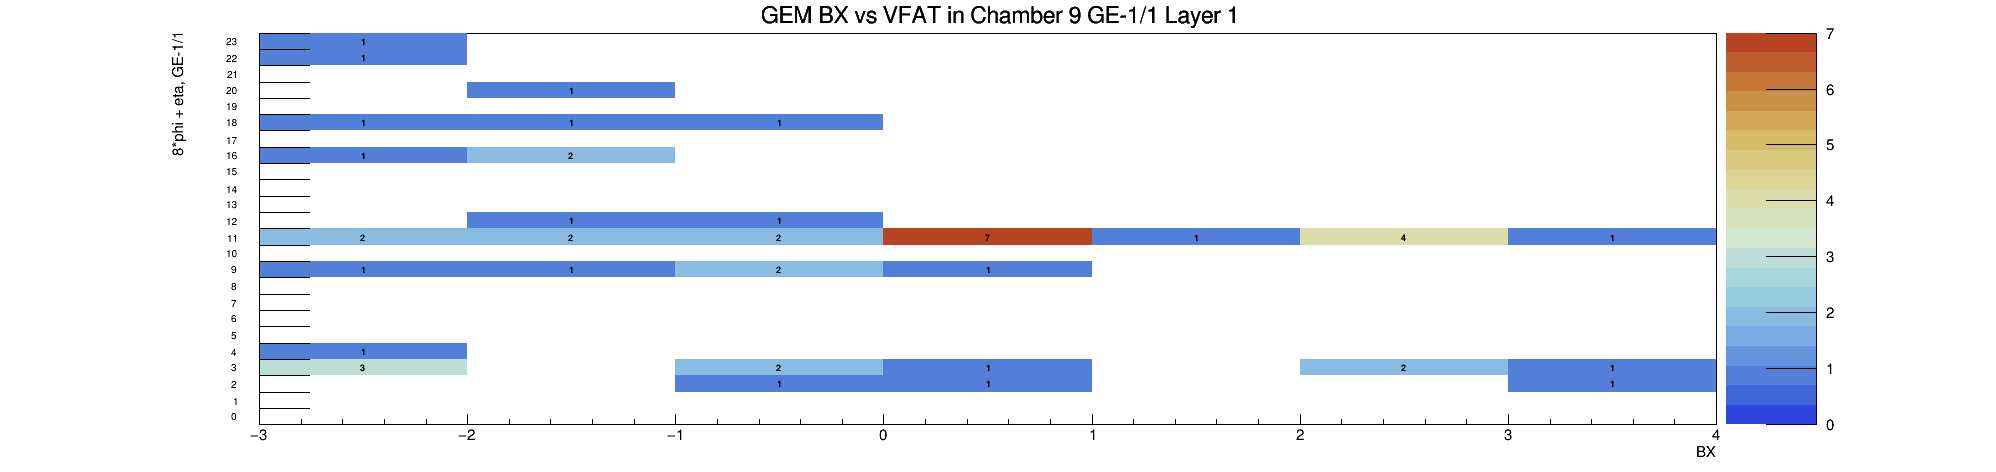 GEM BX vs VFAT in Chamber 9 GE-1/1 Layer 1
8*phi + eta, GE-1/1
23 1
22 1
21
20 1
19
18 1 1 1
17
16 1 2
15
14
13
12 1 1
11 2 2 2 7 1 4 1
10
9 1 1 2 1
8
7
6
5
4 1
3 3 2 1 2 1
2 1 1 1
1
0
−3 −2 −1 0 1 2 3 4
BX
7
6
5
4
3
2
1
0